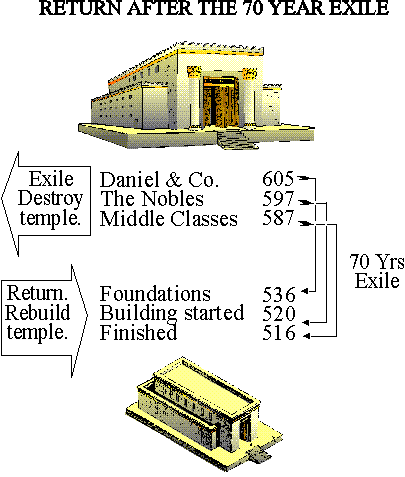 RETURN AFTER THE 70 YEAR EXILE
Exile
Destroy
temple.
Daniel & Co. 605
The Nobles 597
Middle Classes 587
70 Yrs
Exile
Return.
Rebuild
temple.
Foundations 536
Building started 520
Finished 516